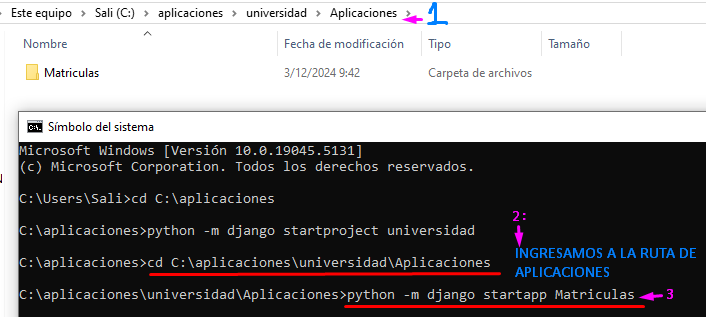 Este equipo > Sali (C:) > aplicaciones > universidad > Aplicaciones >
1
Nombre Fecha de modificación Tipo Tamaño
Matriculas 3/12/2024 9:42 Carpeta de archivos
Símbolo del sistema
Microsoft Windows [Versión 10.0.19045.5131]
(c) Microsoft Corporation. Todos los derechos reservados.
C:\Users\Sali>cd C:\aplicaciones
C:\aplicaciones>python -m django startproject universidad
2:
C:\aplicaciones>cd C:\aplicaciones\universidad\Aplicaciones
INGRESAMOS A LA RUTA DE
APLICACIONES
C:\aplicaciones\universidad\Aplicaciones>python -m django startapp Matriculas
3